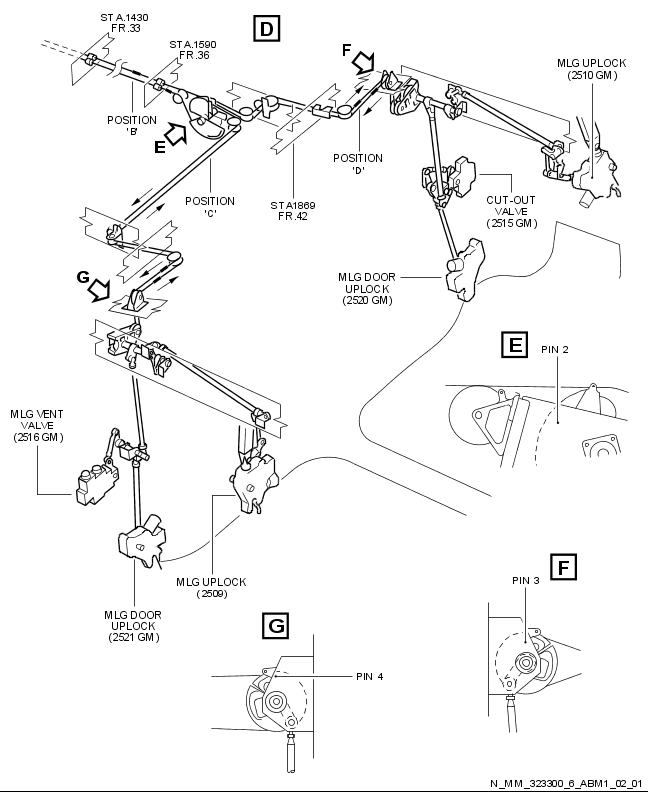 D
STA.1430
FR.33
STA.1590
FR.36
F
MLG UPLOCK
(2510 GM)
POSITION
'B'
E
POSITION
'D'
POSITION
'C'
STA1869
FR.42
CUT-OUT
VALVE
(2515 GM)
G
MLG DOOR
UPLOCK
(2520 GM)
E
PIN 2
MLG VENT
VALVE
(2516 GM)
MLG UPLOCK
(2509)
MLG DOOR
UPLOCK
(2521 GM)
F
PIN 3
G
PIN 4
N_MM_323300_6_ABM1_02_01